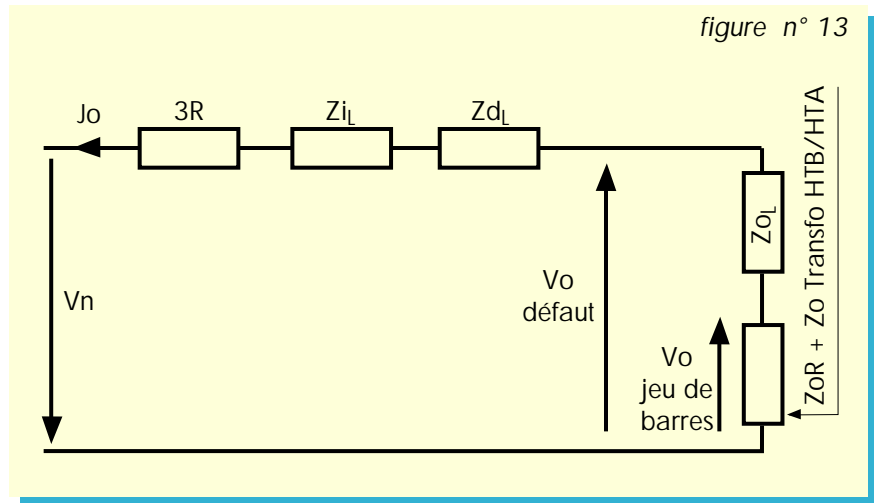 figure n° 13
Jo
3R
ZiL
ZdL
ZoL
ZoR + Zo Transfo HTB/HTA
Vn
Vo
défaut
Vo
jeu de
barres